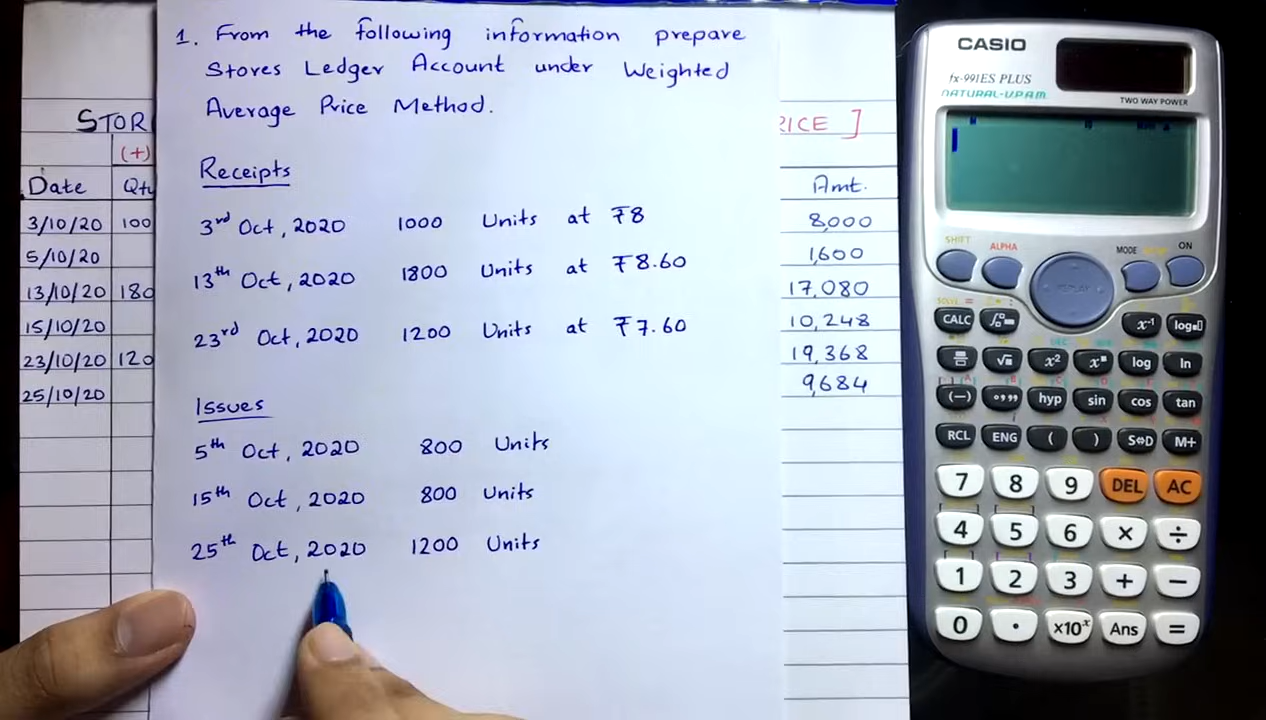 1. From the following information prepare
Stores Ledger Account under Weighted
Average Price Method.
Receipts
3rd Oct, 2020 1000 Units at ₹8
13th Oct, 2020 1800 Units at ₹8.60
23rd Oct, 2020 1200 Units at ₹7.60
Issues
5th Oct, 2020 800 Units
15th Oct, 2020 800 Units
25th Oct, 2020 1200 Units
STOR
(+)
Date Qty
3/10/20 100
5/10/20
13/10/20 180
15/10/20
23/10/20 120
25/10/20
RICE ]
Amt.
8,000
1,600
17,080
10,248
19,368
9,684
CASIO
fx-991ES PLUS
NATURAL-V.P.A.M.
TWO WAY POWER
SHIFT ALPHA MODE ON
REPLAY
SOLVE =
CALC x⁻¹ log
x² log ln
(−) hyp sin cos tan
RCL ENG ( ) S⇔D M+
7 8 9 DEL AC
4 5 6 × ÷
1 2 3 + −
0 · ×10ˣ Ans =